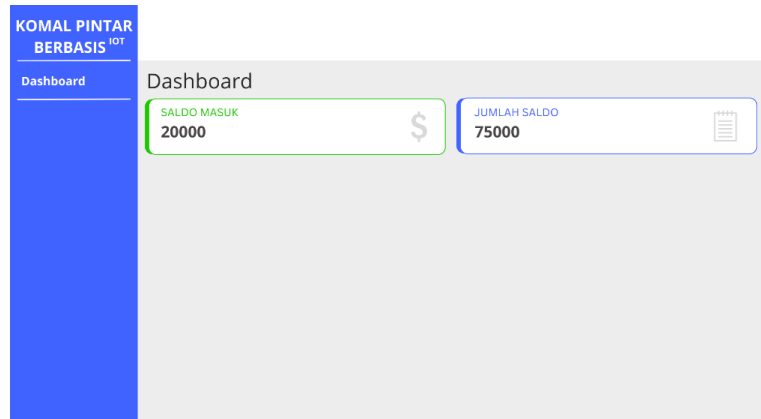 KOMAL PINTAR
BERBASIS IOT
Dashboard
Dashboard
SALDO MASUK
20000
JUMLAH SALDO
75000